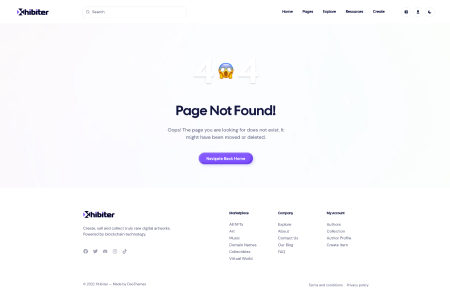 Xhibiter
Search
Home Pages Explore Resources Create
4 4
Page Not Found!
Oops! The page you are looking for does not exist. It
might have been moved or deleted.
Navigate Back Home
Xhibiter
Create, sell and collect truly rare digital artworks.
Powered by blockchain technology.
Marketplace
All NFTs
Art
Music
Domain Names
Collectibles
Virtual World
Company
Explore
About
Contact Us
Our Blog
FAQ
My Account
Authors
Collection
Author Profile
Create Item
© 2022 Xhibiter — Made by
Terms and conditions Privacy policy